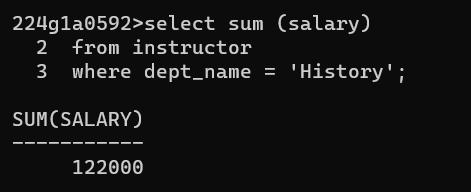 224g1a0592>select sum (salary)
  2  from instructor
  3  where dept_name = 'History';

SUM(SALARY)
-----------
     122000